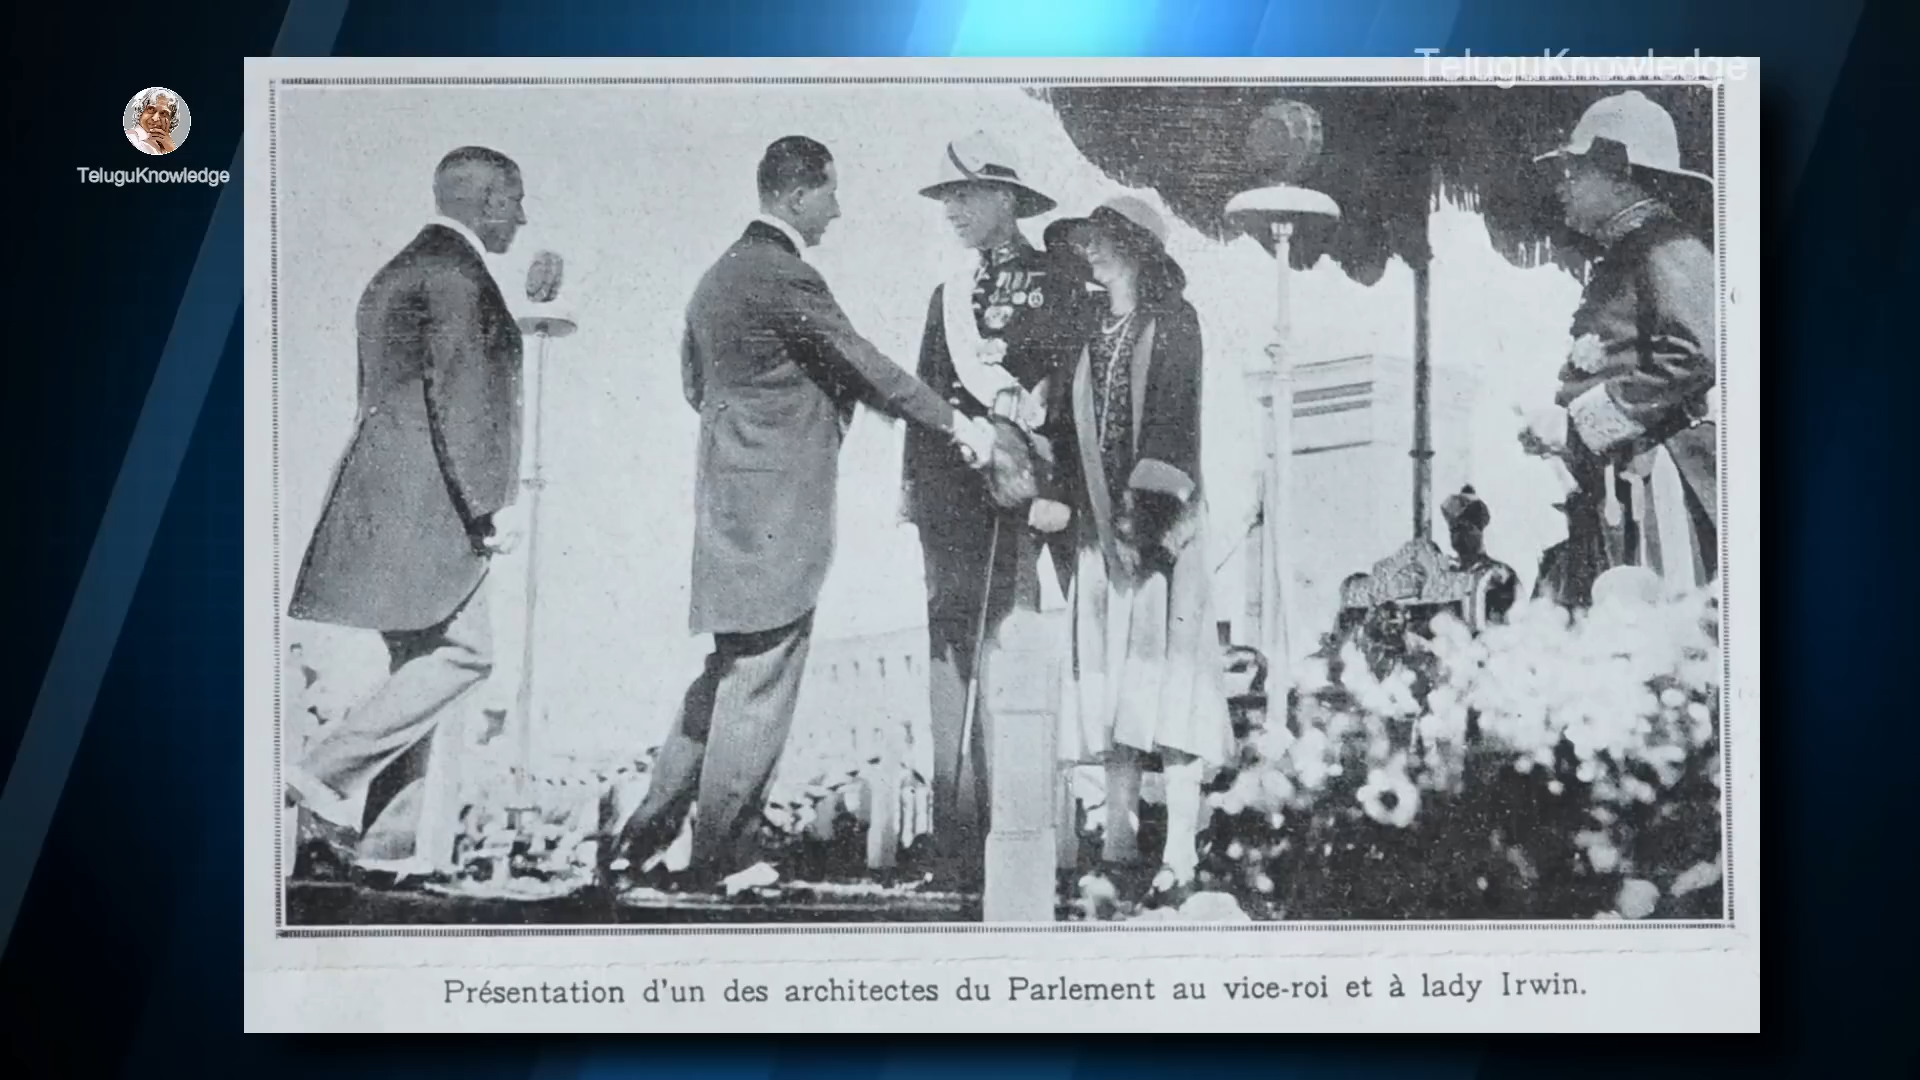 TeluguKnowledge
TeluguKnowledge
Présentation d'un des architectes du Parlement au vice-roi et à lady Irwin.